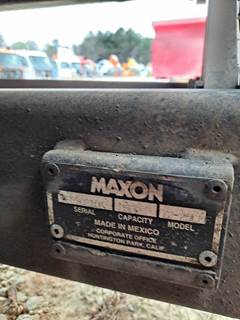 MAXON
SERIAL CAPACITY MODEL
MADE IN MEXICO
CORPORATE OFFICE
HUNTINGTON PARK, CALIF.